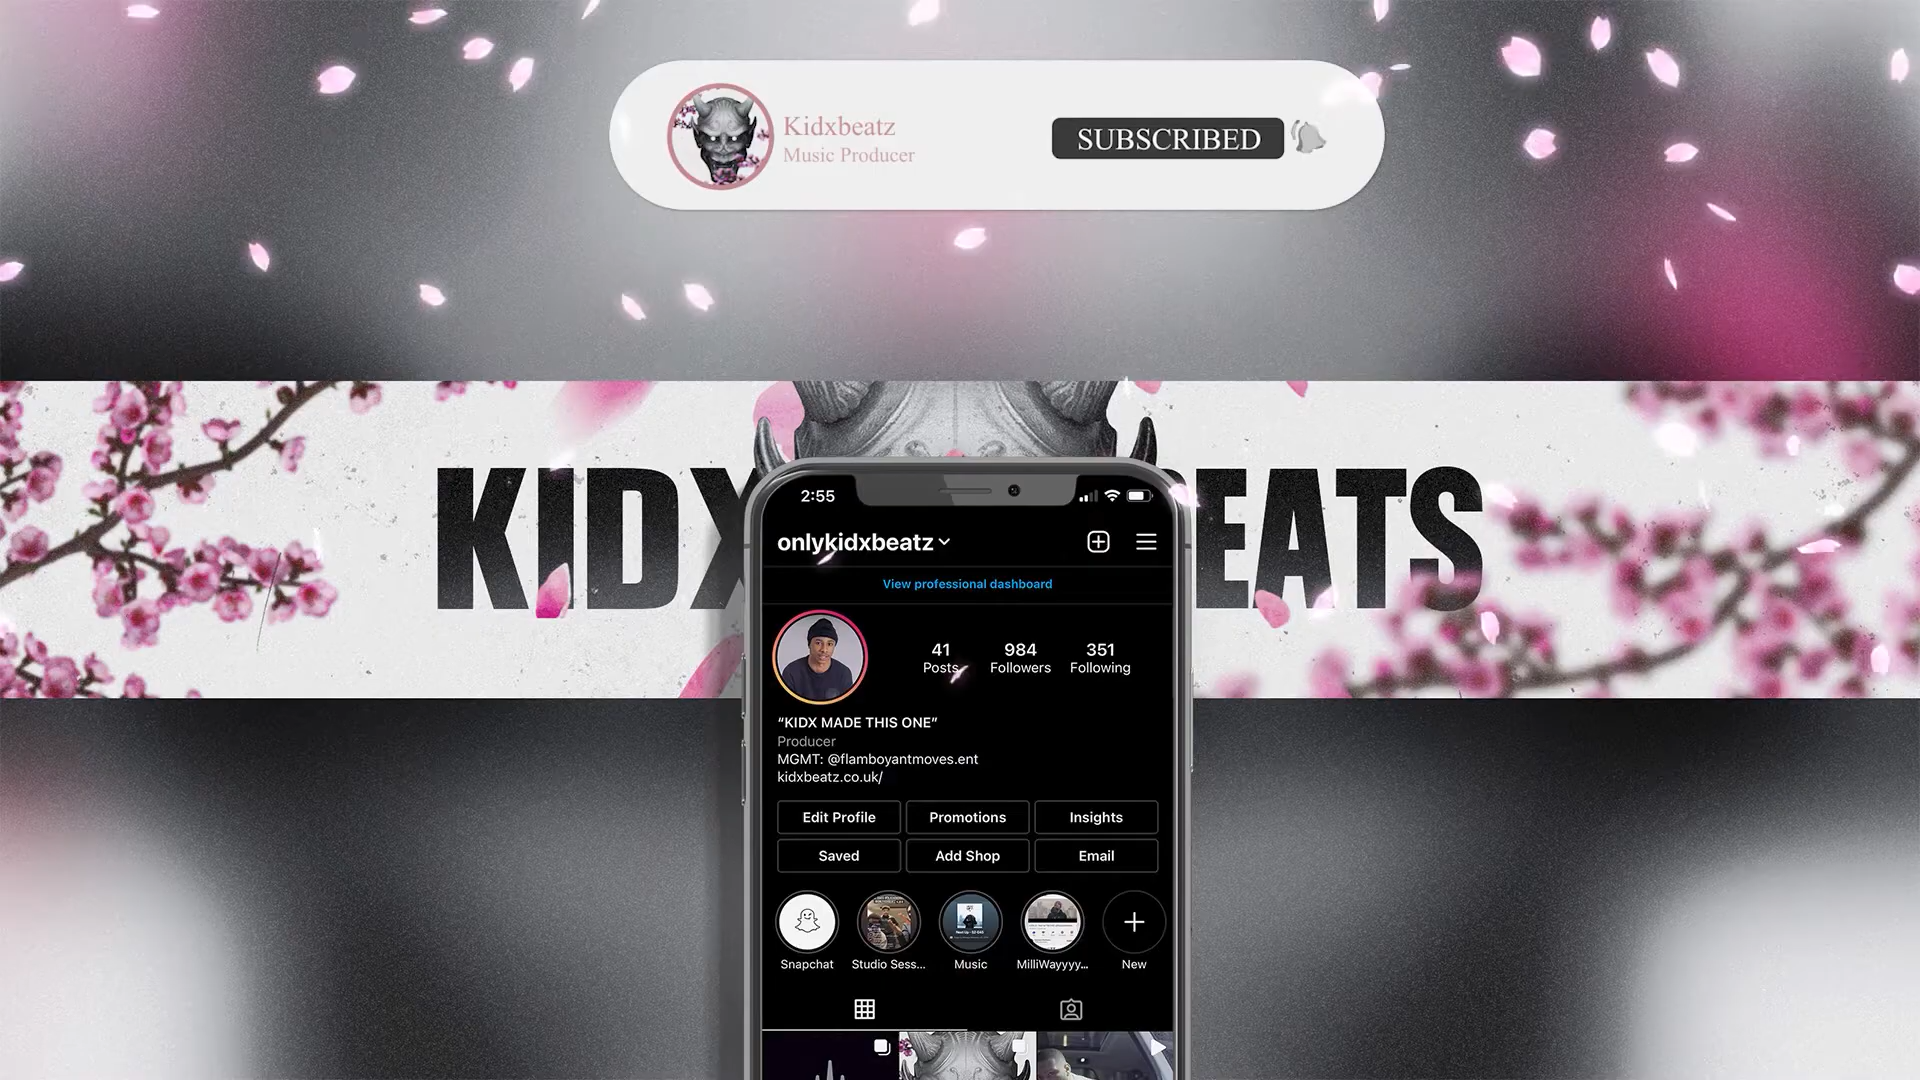 Kidxbeatz
Music Producer
SUBSCRIBED
KIDX EATS
2:55
onlykidxbeatz
View professional dashboard
41 984 351
Posts Followers Following
“KIDX MADE THIS ONE”
Producer
MGMT: @flamboyantmoves.ent
kidxbeatz.co.uk/
Edit Profile Promotions Insights
Saved Add Shop Email
Snapchat Studio Sess... Music MilliWayyyy... New